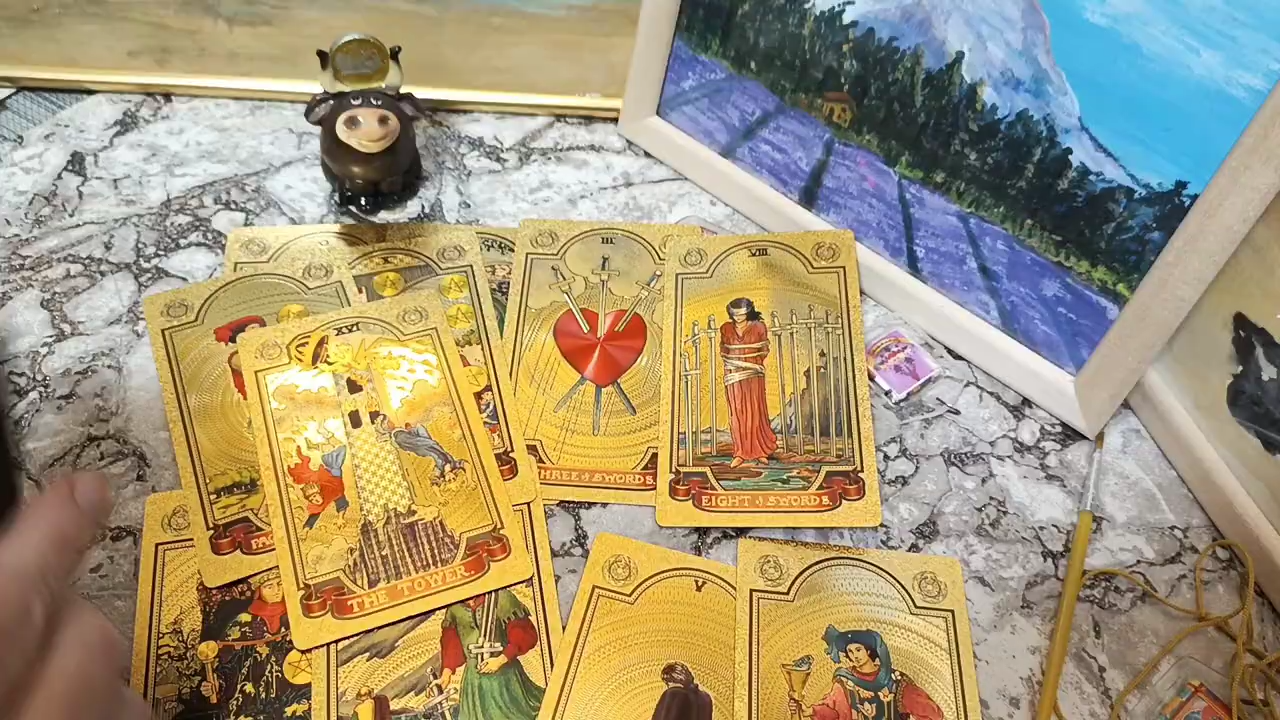 III
VIII
X
XVI
THREE of SWORDS.
EIGHT of SWORDS.
THE TOWER.
V